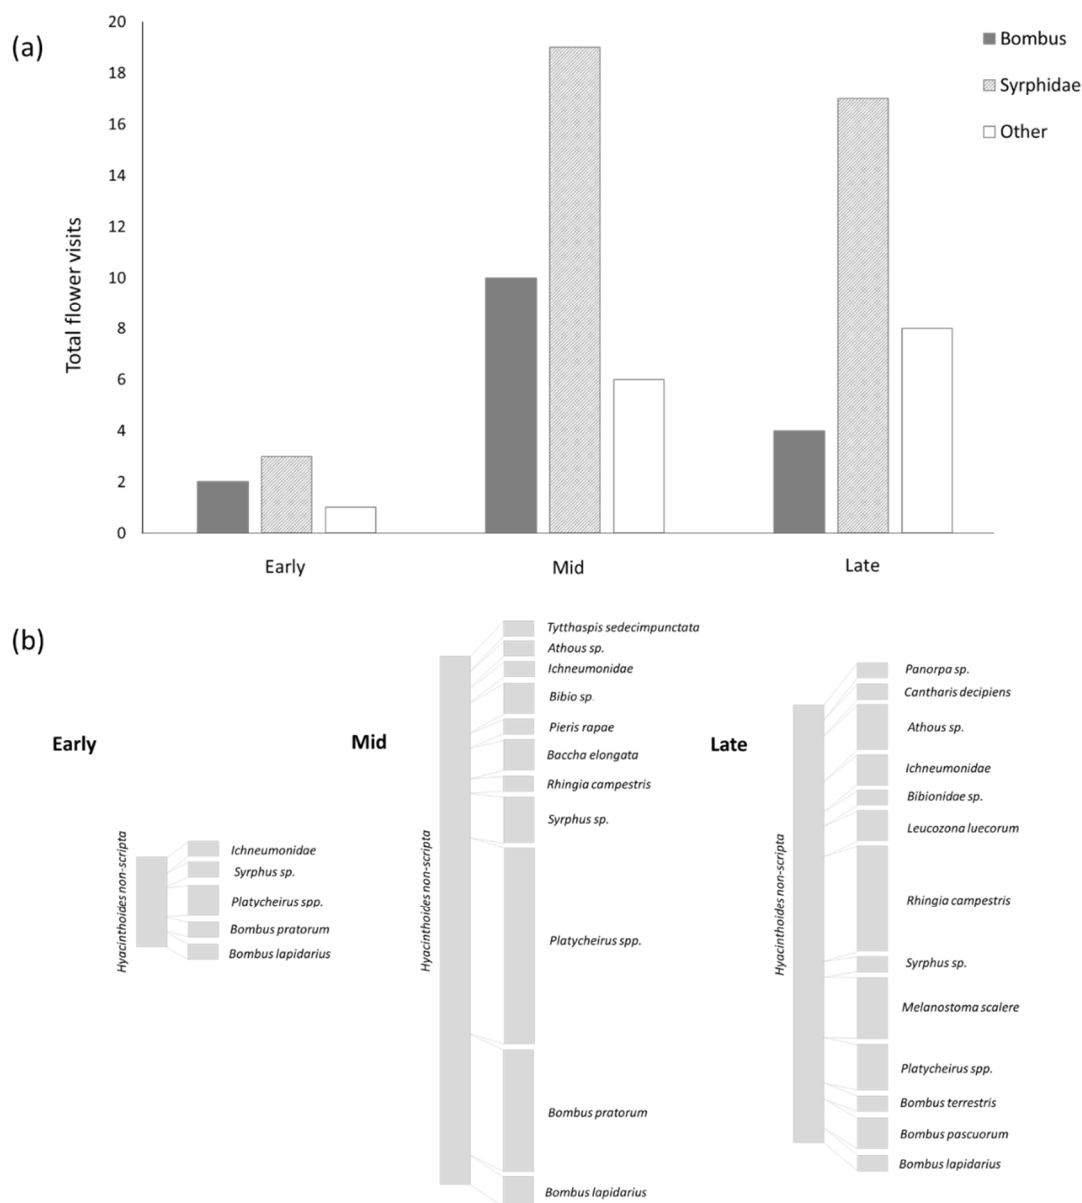 (a)
20
18
16
14
12
10
8
6
4
2
0
Total flower visits
Early
Mid
Late
Bombus
Syrphidae
Other
(b)
Early
Hyacinthoides non-scripta
Ichneumonidae
Syrphus sp.
Platycheirus spp.
Bombus pratorum
Bombus lapidarius
Mid
Hyacinthoides non-scripta
Tytthaspis sedecimpunctata
Athous sp.
Ichneumonidae
Bibio sp.
Pieris rapae
Baccha elongata
Rhingia campestris
Syrphus sp.
Platycheirus spp.
Bombus pratorum
Bombus lapidarius
Late
Hyacinthoides non-scripta
Panorpa sp.
Cantharis decipiens
Athous sp.
Ichneumonidae
Bibionidae sp.
Leucozona luecorum
Rhingia campestris
Syrphus sp.
Melanostoma scalere
Platycheirus spp.
Bombus terrestris
Bombus pascuorum
Bombus lapidarius